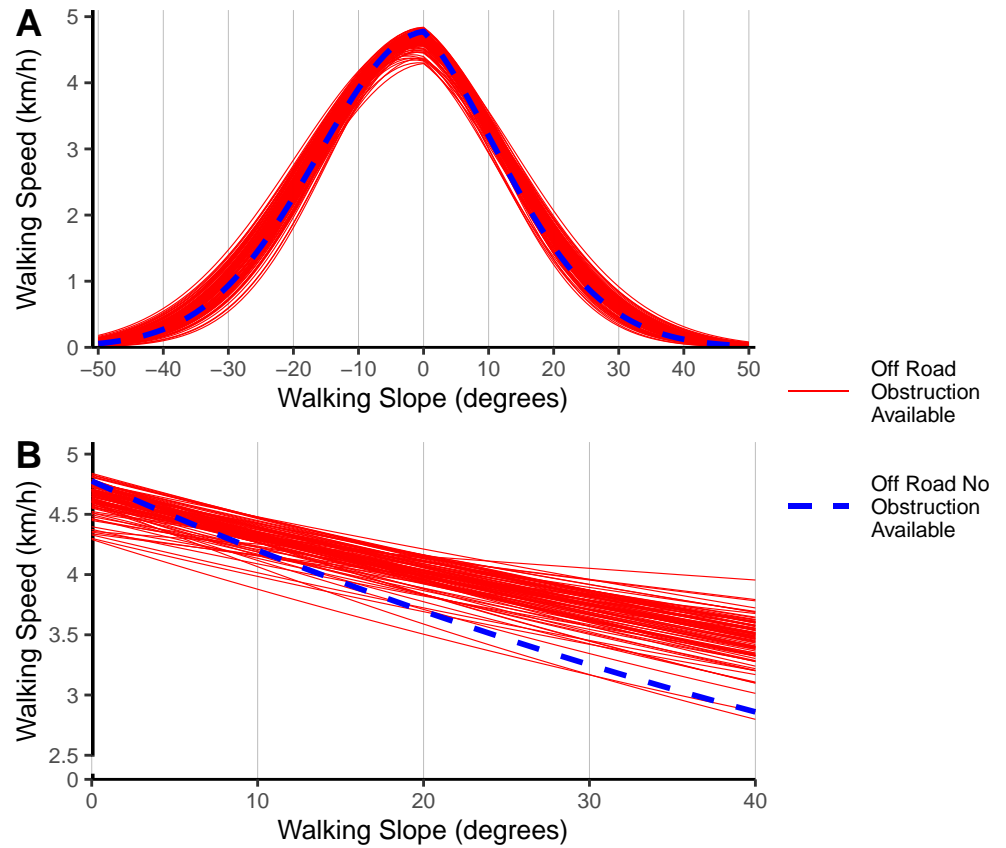 A
Walking Speed (km/h)
5
4
3
2
1
0
−50 −40 −30 −20 −10 0 10 20 30 40 50
Walking Slope (degrees)
Off Road
Obstruction
Available
Off Road No
Obstruction
Available
B
Walking Speed (km/h)
5
4.5
4
3.5
3
2.5
0
0 10 20 30 40
Walking Slope (degrees)